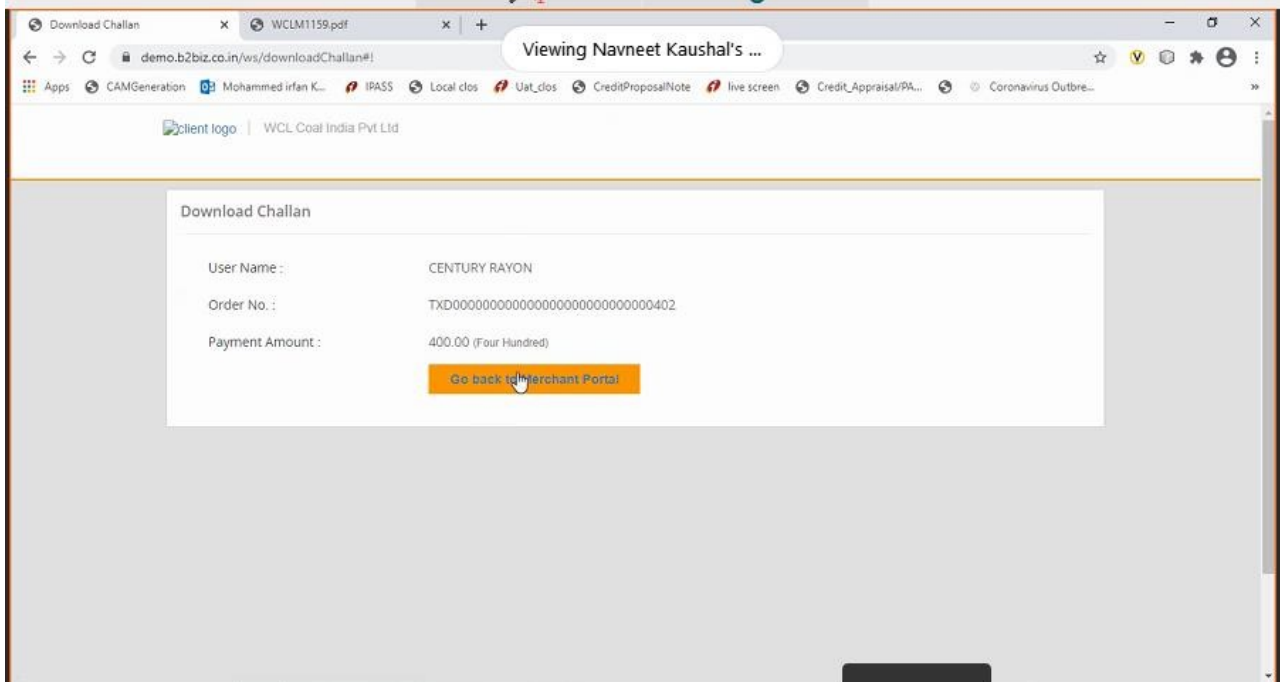 Download Challan
WCLM1159.pdf
Viewing Navneet Kaushal's ...
demo.b2biz.co.in/ws/downloadChallan#!
Apps CAMGeneration Mohammed irfan K... IPASS Local clos Uat_clos CreditProposalNote live screen Credit_Appraisal/PA... Coronavirus Outbre...
client logo WCL Coal India Pvt Ltd
Download Challan
User Name : CENTURY RAYON
Order No. :
Payment Amount : 400.00 (Four Hundred)
Go back to Merchant Portal